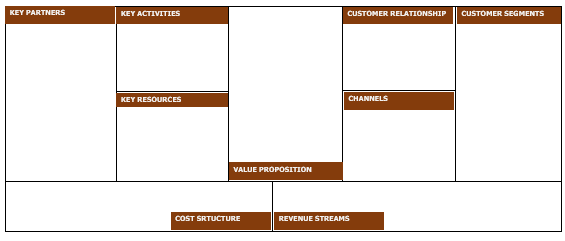 KEY PARTNERS
KEY ACTIVITIES
CUSTOMER RELATIONSHIP
CUSTOMER SEGMENTS
KEY RESOURCES
CHANNELS
VALUE PROPOSITION
COST SRTUCTURE
REVENUE STREAMS